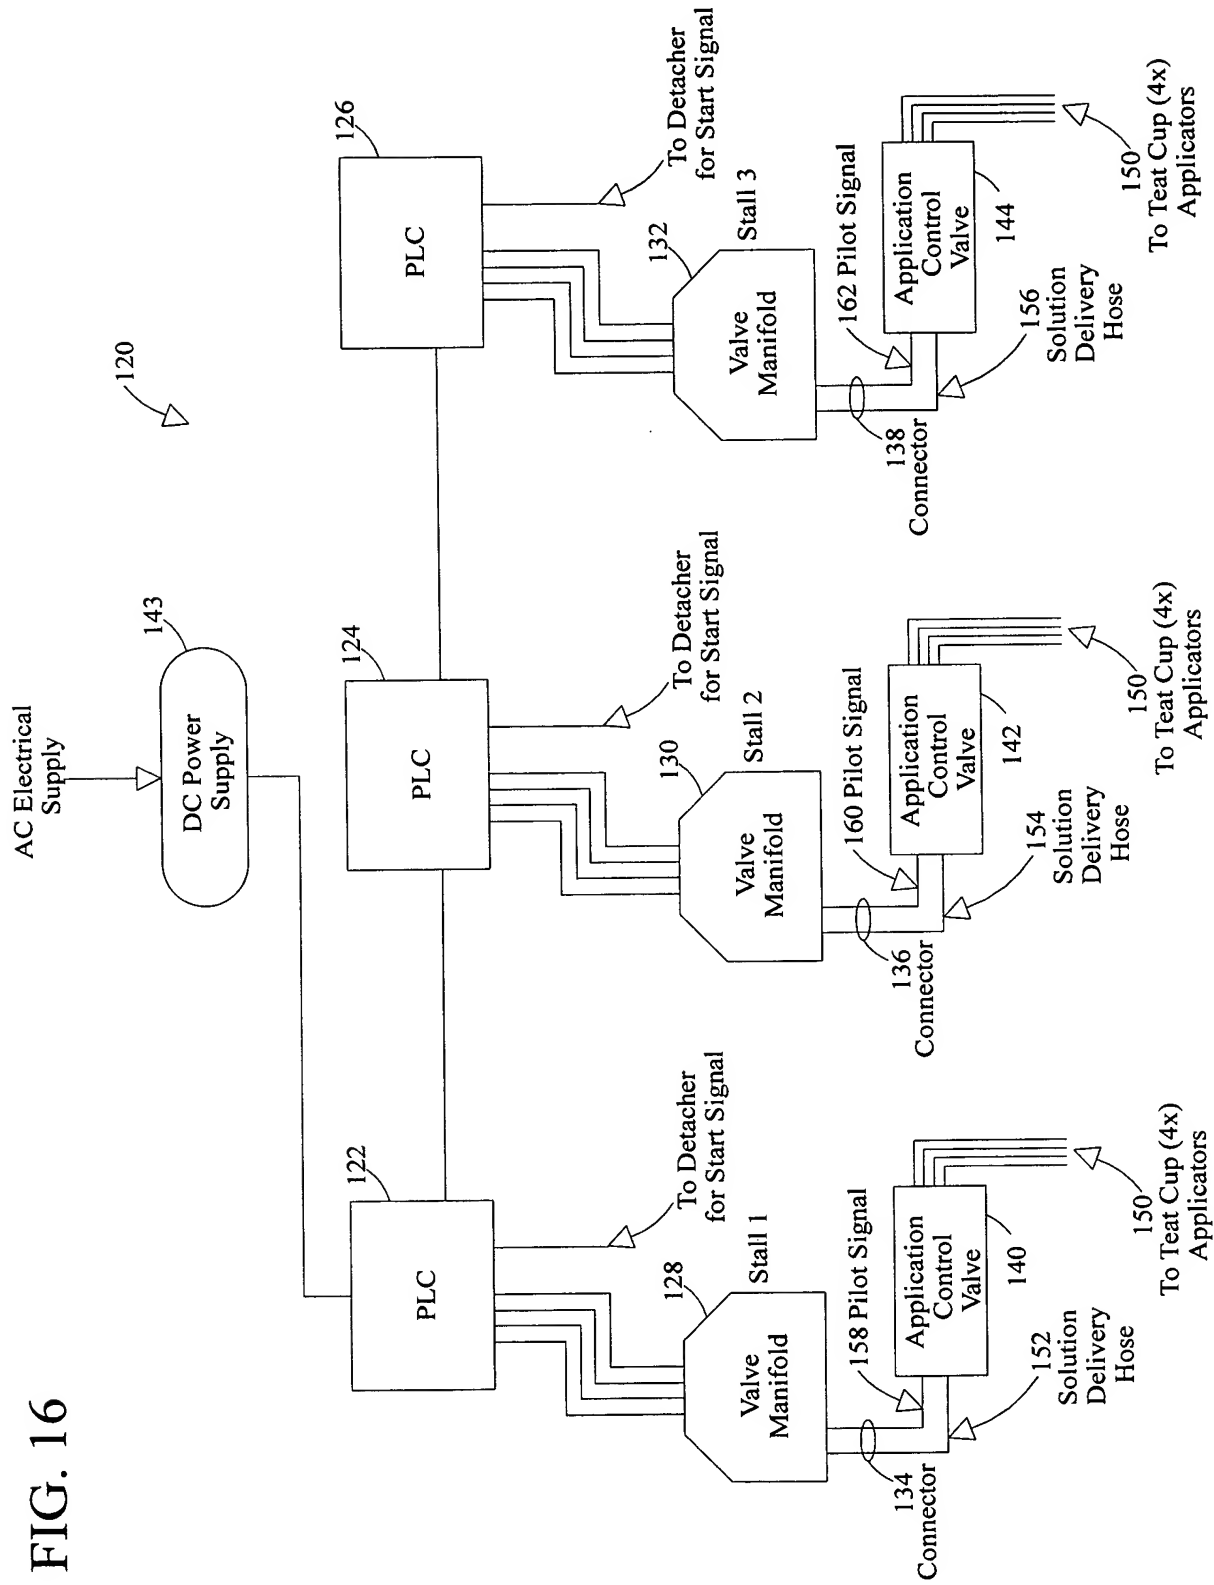 FIG. 16
AC Electrical
Supply
143
DC Power
Supply
120
122
PLC
124
PLC
126
PLC
To Detacher
for Start Signal
To Detacher
for Start Signal
To Detacher
for Start Signal
128
Valve
Manifold
Stall 1
130
Valve
Manifold
Stall 2
132
Valve
Manifold
Stall 3
134
Connector
158 Pilot Signal
Application
Control
Valve
140
152
Solution
Delivery
Hose
150
To Teat Cup (4x)
Applicators
136
Connector
160 Pilot Signal
Application
Control
Valve
142
154
Solution
Delivery
Hose
150
To Teat Cup (4x)
Applicators
138
Connector
162 Pilot Signal
Application
Control
Valve
144
156
Solution
Delivery
Hose
150
To Teat Cup (4x)
Applicators